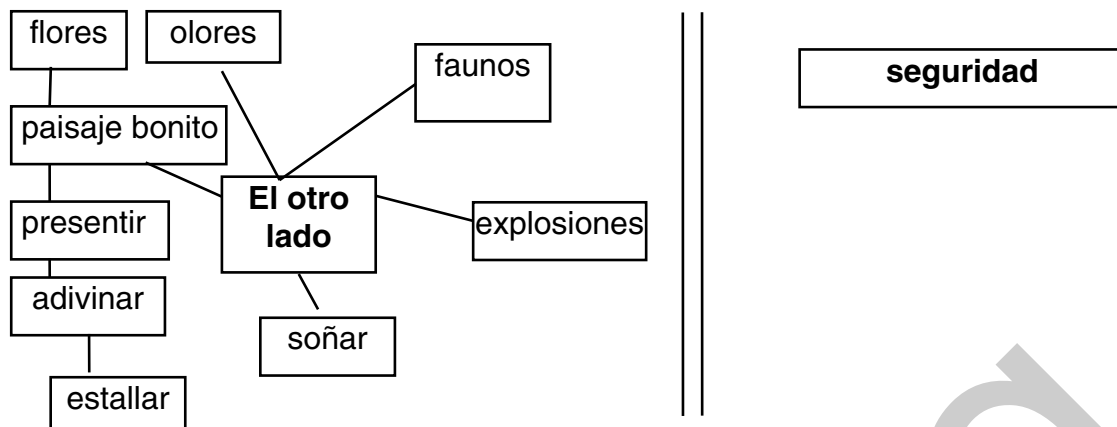 flores
olores
faunos
seguridad
paisaje bonito
El otro
lado
presentir
explosiones
adivinar
soñar
estallar